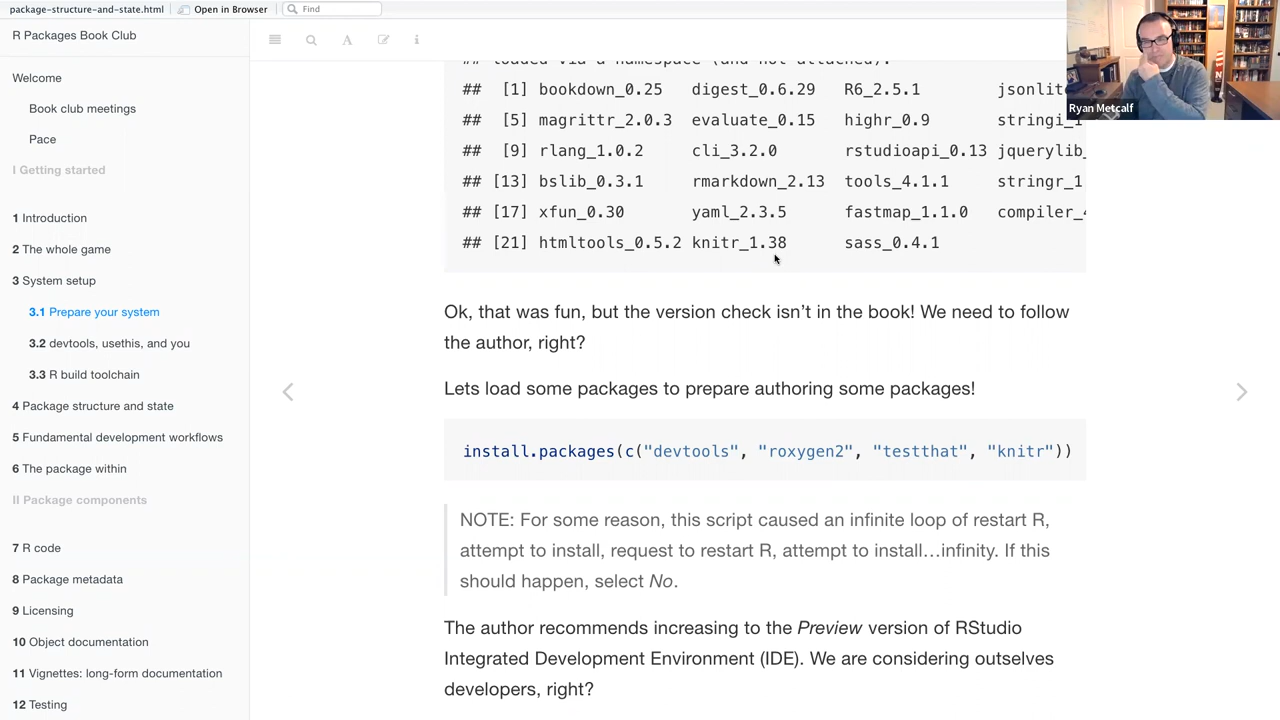 package-structure-and-state.html
Open in Browser
Find
R Packages Book Club
Welcome
Book club meetings
Pace
I Getting started
1 Introduction
2 The whole game
3 System setup
3.1 Prepare your system
3.2 devtools, usethis, and you
3.3 R build toolchain
4 Package structure and state
5 Fundamental development workflows
6 The package within
II Package components
7 R code
8 Package metadata
9 Licensing
10 Object documentation
11 Vignettes: long-form documentation
12 Testing
## loaded via a namespace (and not attached):
## [1] bookdown_0.25 digest_0.6.29 R6_2.5.1
## [5] magrittr_2.0.3 evaluate_0.15 highr_0.9 stringi_1
## [9] rlang_1.0.2 cli_3.2.0 rstudioapi_0.13 jquerylib_
## [13] bslib_0.3.1 rmarkdown_2.13 tools_4.1.1 stringr_1
## [17] xfun_0.30 yaml_2.3.5 fastmap_1.1.0 compiler_4
## [21] htmltools_0.5.2 knitr_1.38 sass_0.4.1
Ok, that was fun, but the version check isn’t in the book! We need to follow
the author, right?
Lets load some packages to prepare authoring some packages!
install.packages(c("devtools", "roxygen2", "testthat", "knitr"))
NOTE: For some reason, this script caused an infinite loop of restart R,
attempt to install, request to restart R, attempt to install…infinity. If this
should happen, select No.
The author recommends increasing to the Preview version of RStudio
Integrated Development Environment (IDE). We are considering outselves
developers, right?
Ryan Metcalf